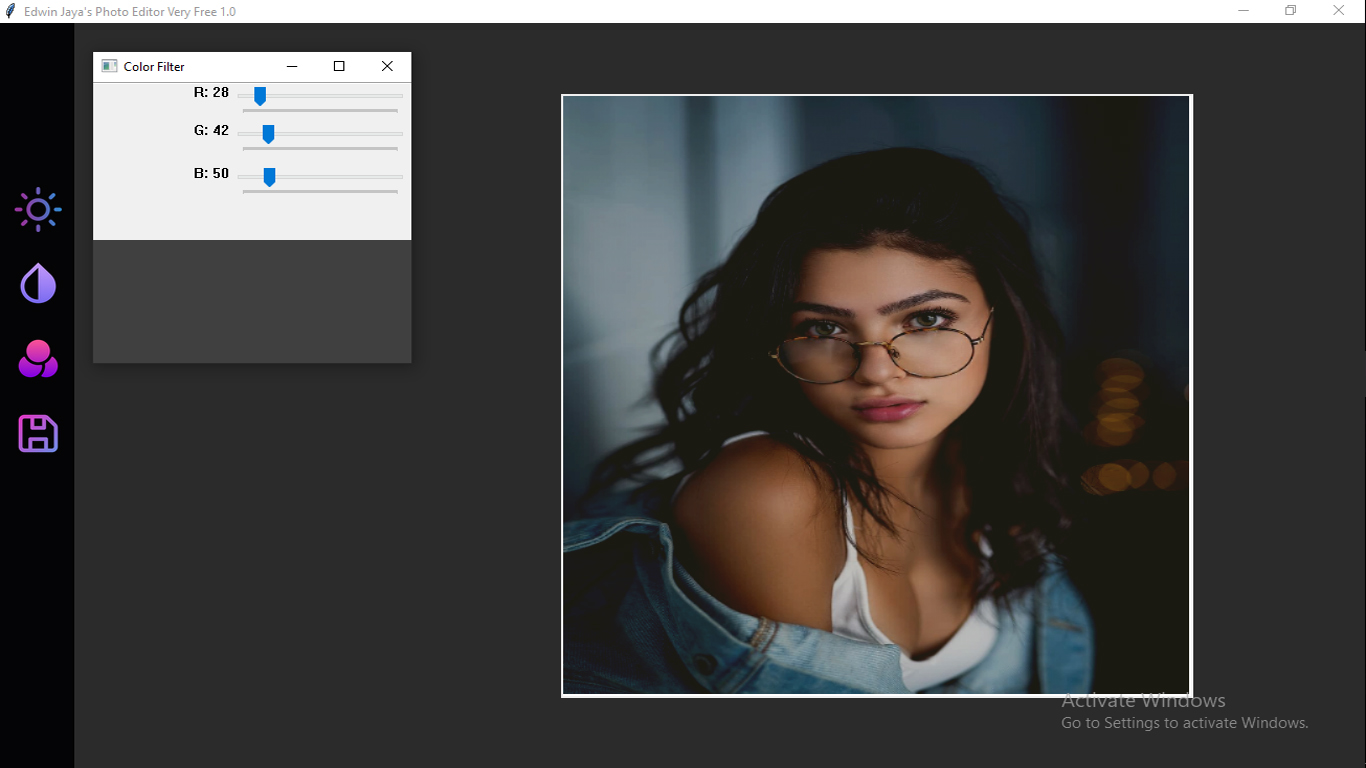 Edwin Jaya's Photo Editor Very Free 1.0
Color Filter
R: 28
G: 42
B: 50
Activate Windows
Go to Settings to activate Windows.